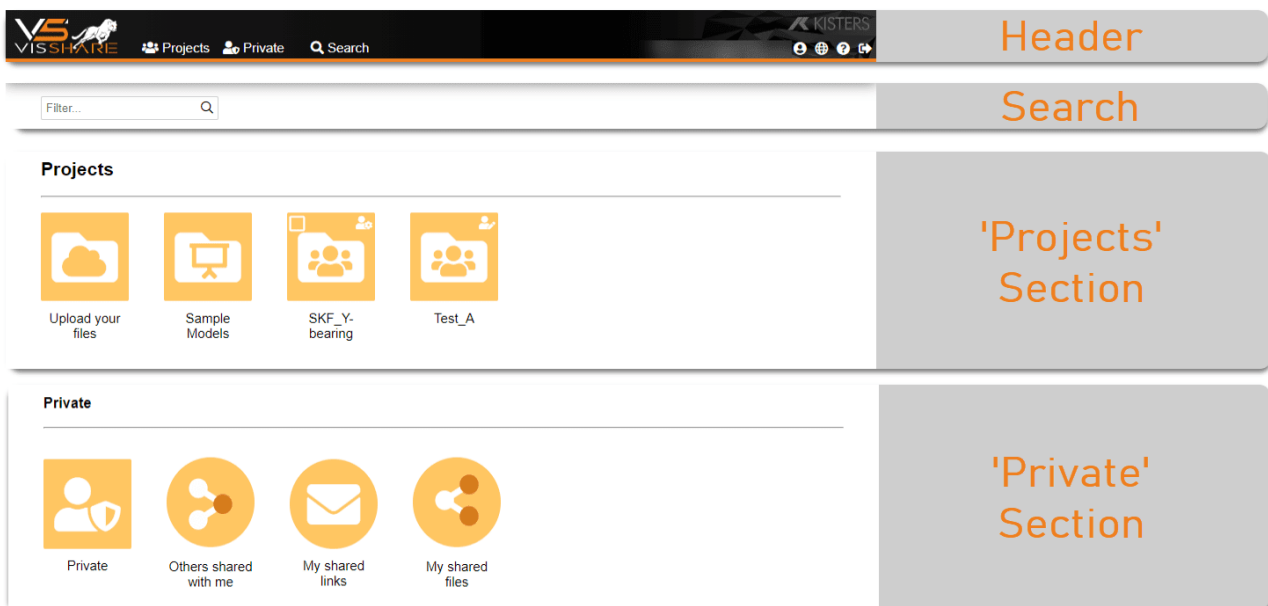 VS
VISSHARE
Projects Private Search
KISTERS
Header
Filter...
Search
Projects
Upload your
files
Sample
Models
SKF_Y-
bearing
Test_A
'Projects'
Section
Private
Private
Others shared
with me
My shared
links
My shared
files
'Private'
Section